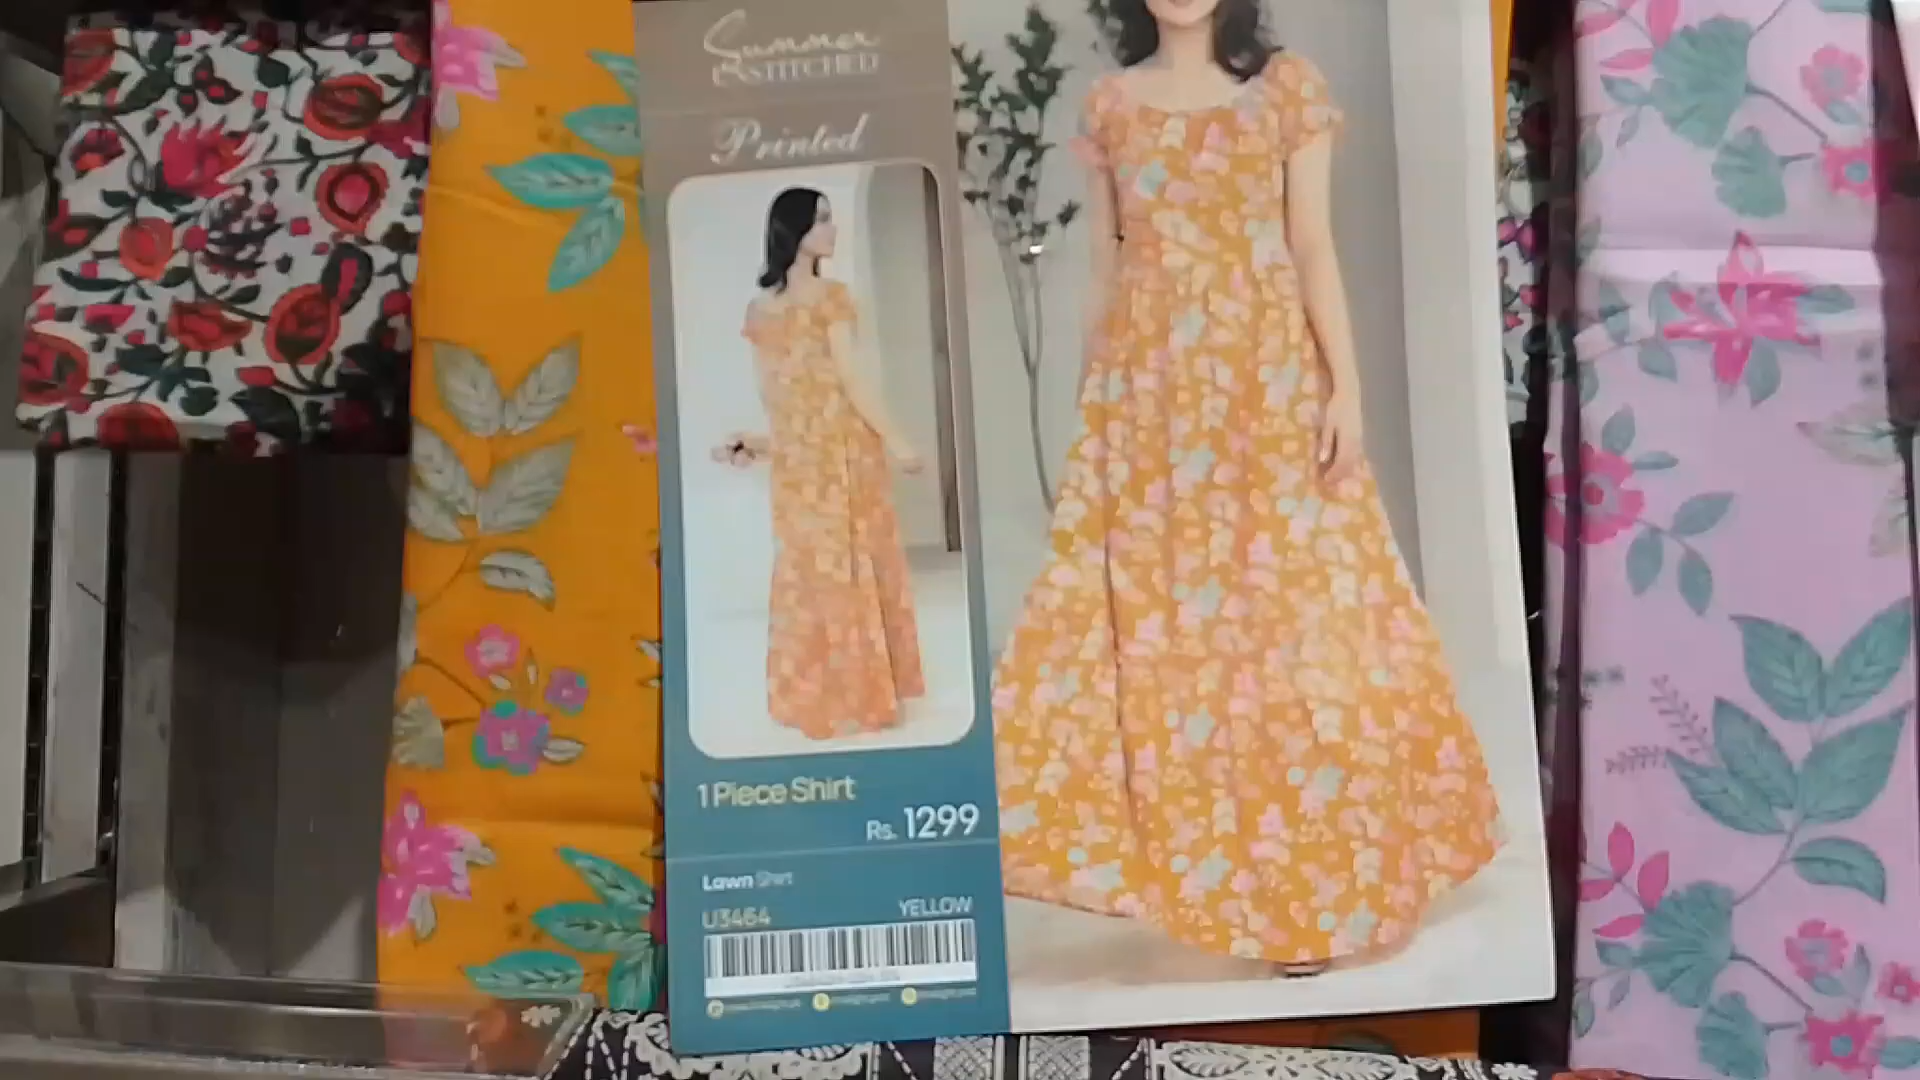 Summer
UNSTITCHED
Printed
1 Piece Shirt
Rs. 1299
Lawn Shirt
U3464
YELLOW